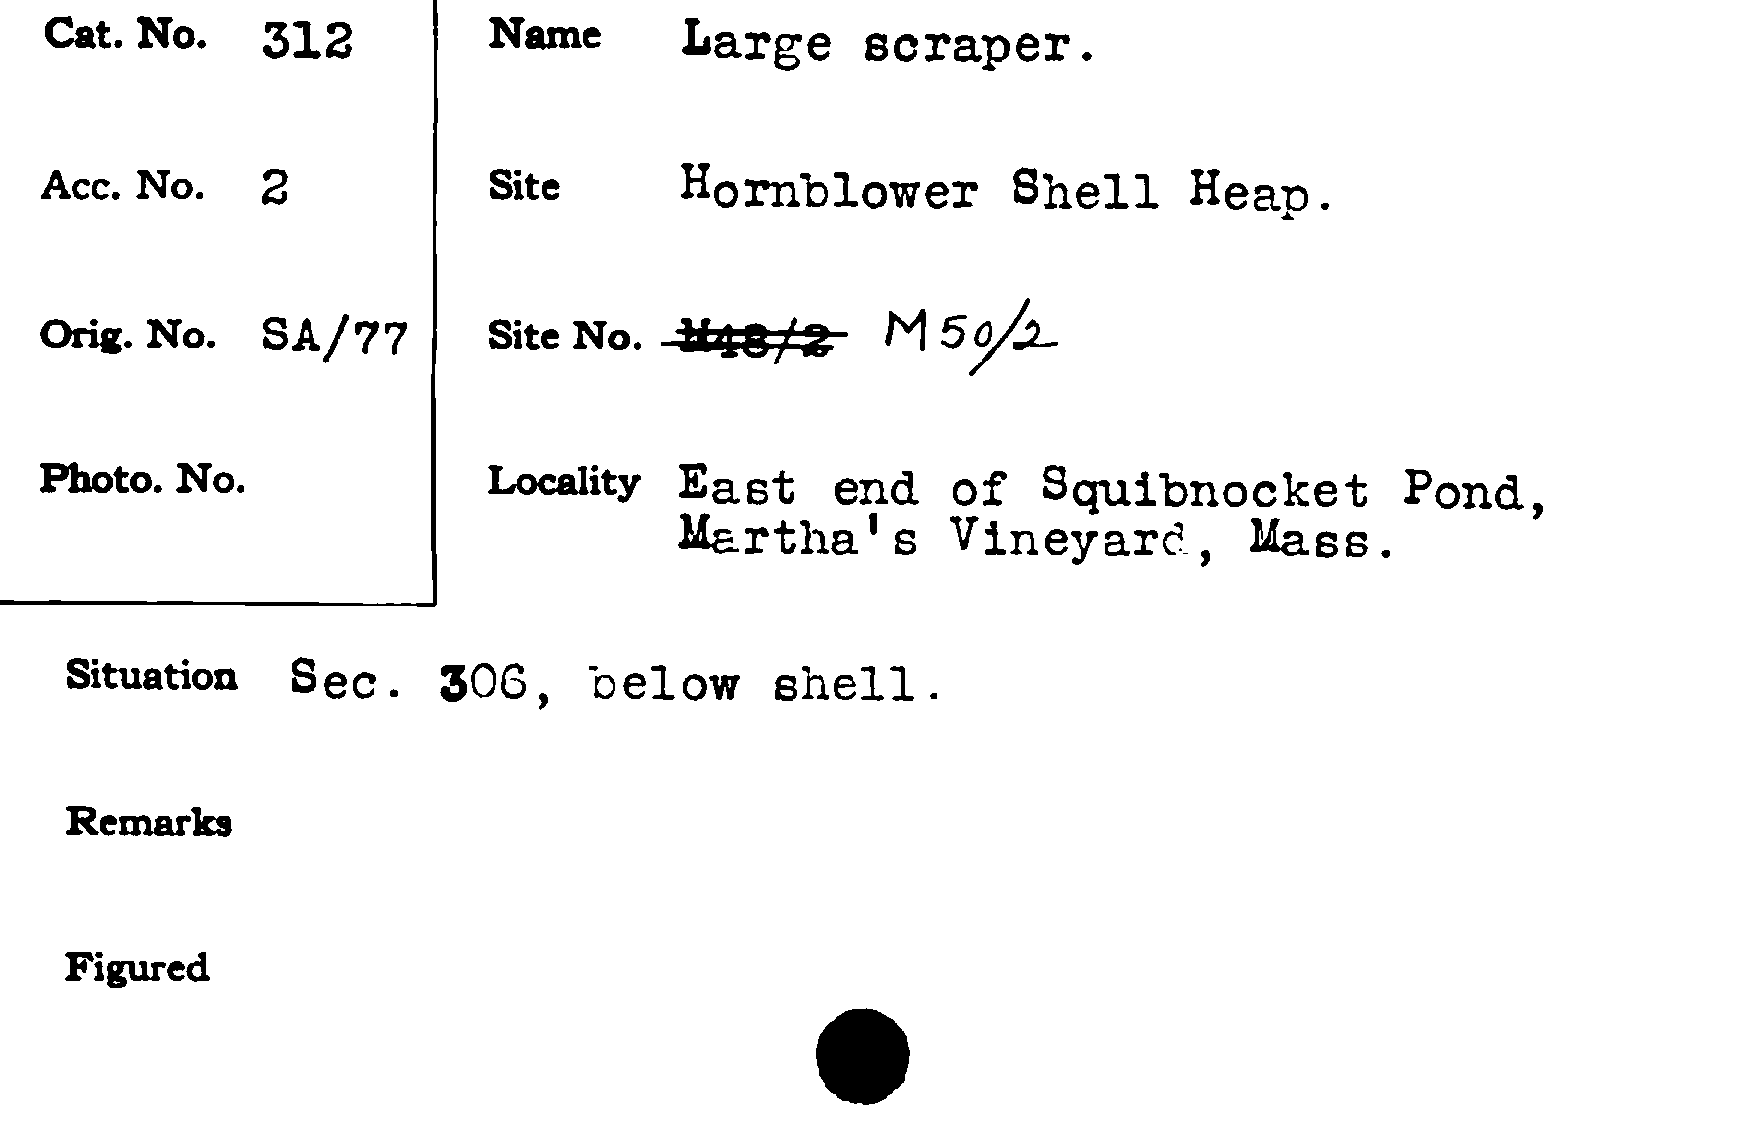 Cat. No. 312
Name Large scraper.
Acc. No. 2
Site Hornblower Shell Heap.
Orig. No. SA/77
Site No. M48/2 M50/2
Photo. No.
Locality East end of Squibnocket Pond,
Martha's Vineyard, Mass.
Situation Sec. 306, below shell.
Remarks
Figured